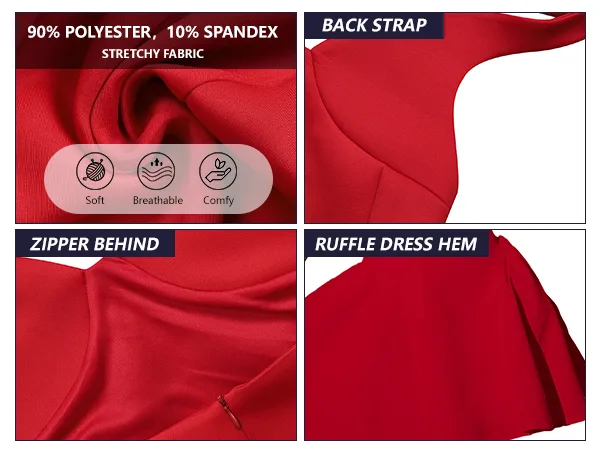 90% POLYESTER, 10% SPANDEX
STRETCHY FABRIC
Soft
Breathable
Comfy
BACK STRAP
ZIPPER BEHIND
RUFFLE DRESS HEM